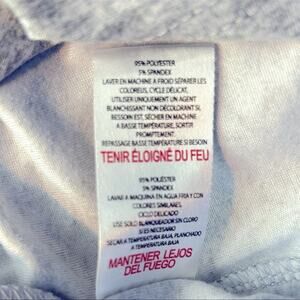 95% POLYESTER
5% SPANDEX
LAVER EN MACHINE A FROID SÉPARER LES
COLOREUS, CYCLE DÉLICAT,
UTILISER UNIQUEMENT UN AGENT
BLANCHISSANT NON DÉCOLORANT SI
BESOIN EST, SÉCHER EN MACHINE
A BASSE TEMPÉRATURE, SORTIR
PROMPTEMENT.
REPASSAGE BASSE TEMPÉRATURE SI BESOIN
TENIR ÉLOIGNÉ DU FEU
95% POLIÉSTER
5% SPANDEX
LAVAR A MAQUINA EN AGUA FRIA Y CON
COLORES SIMILARES,
CICLO DELICADO
USE SOLO BLANQUEADOR SIN CLORO
SI ES NECESARIO
SECAR A TEMPERATURA BAJA, PLANCHADO
A TEMPERATURA BAJA
MANTENER LEJOS
DEL FUEGO